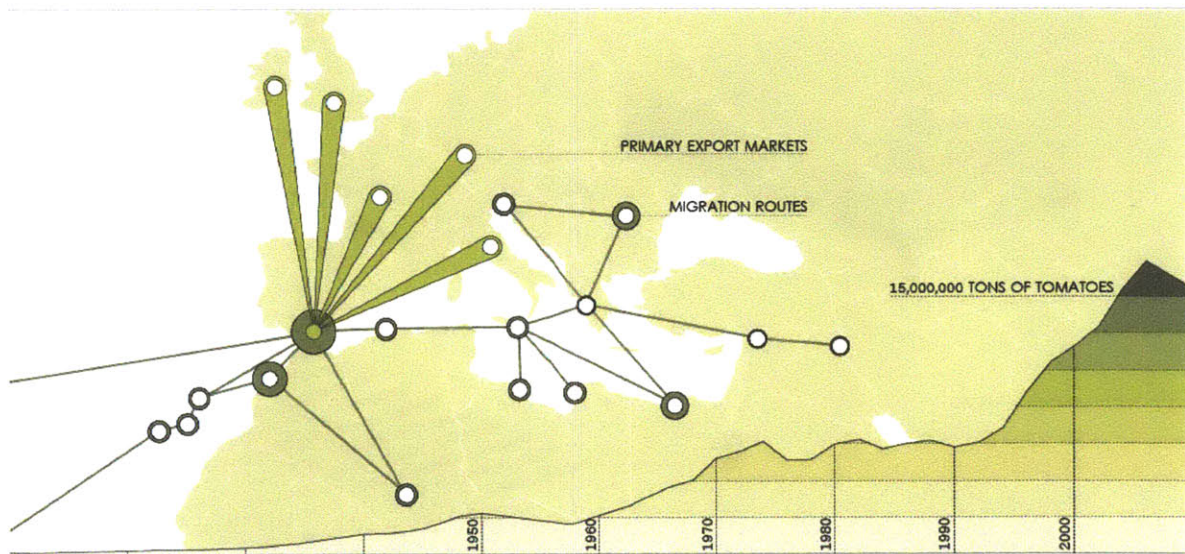 PRIMARY EXPORT MARKETS
MIGRATION ROUTES
15,000,000 TONS OF TOMATOES
1950
1960
1970
1980
1990
2000